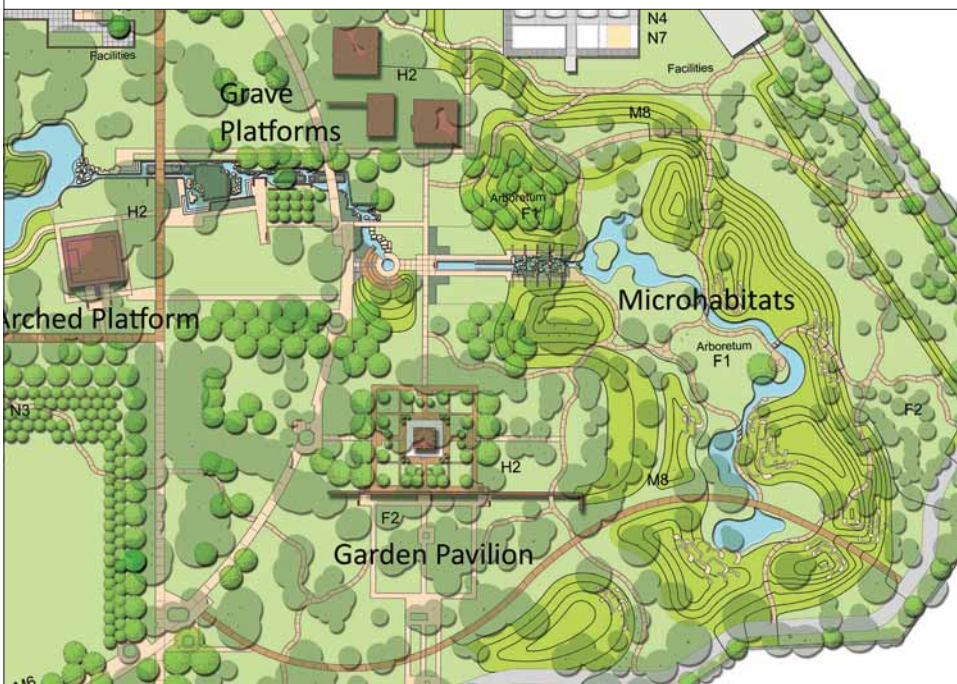 N4
N7
Facilities
H2
Facilities
Grave
Platforms
M8
Arboretum
F1
H2
Microhabitats
Arched Platform
Arboretum
F1
N3
F2
H2
M8
F2
Garden Pavilion
M6